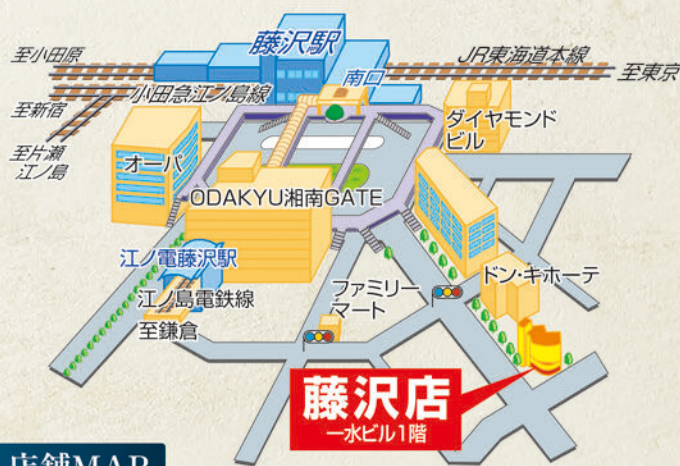 藤沢駅
至小田原
JR東海道本線
至東京
南口
小田急江ノ島線
至新宿
至片瀬
江ノ島
ダイヤモンド
ビル
オーパ
ODAKYU湘南GATE
江ノ電藤沢駅
江ノ島電鉄線
至鎌倉
ファミリー
マート
ドン・キホーテ
藤沢店
一水ビル1階
店舗MAP